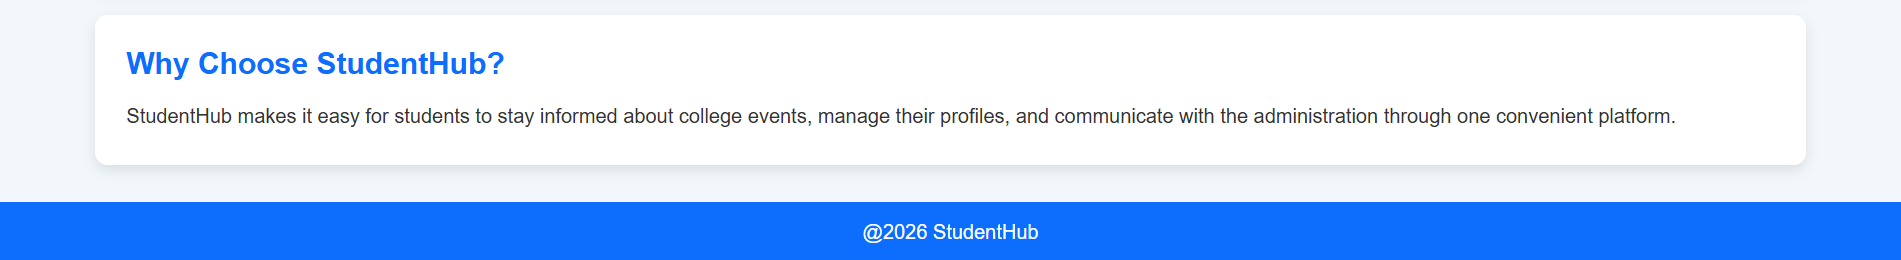 Why Choose StudentHub?
StudentHub makes it easy for students to stay informed about college events, manage their profiles, and communicate with the administration through one convenient platform.
@2026 StudentHub